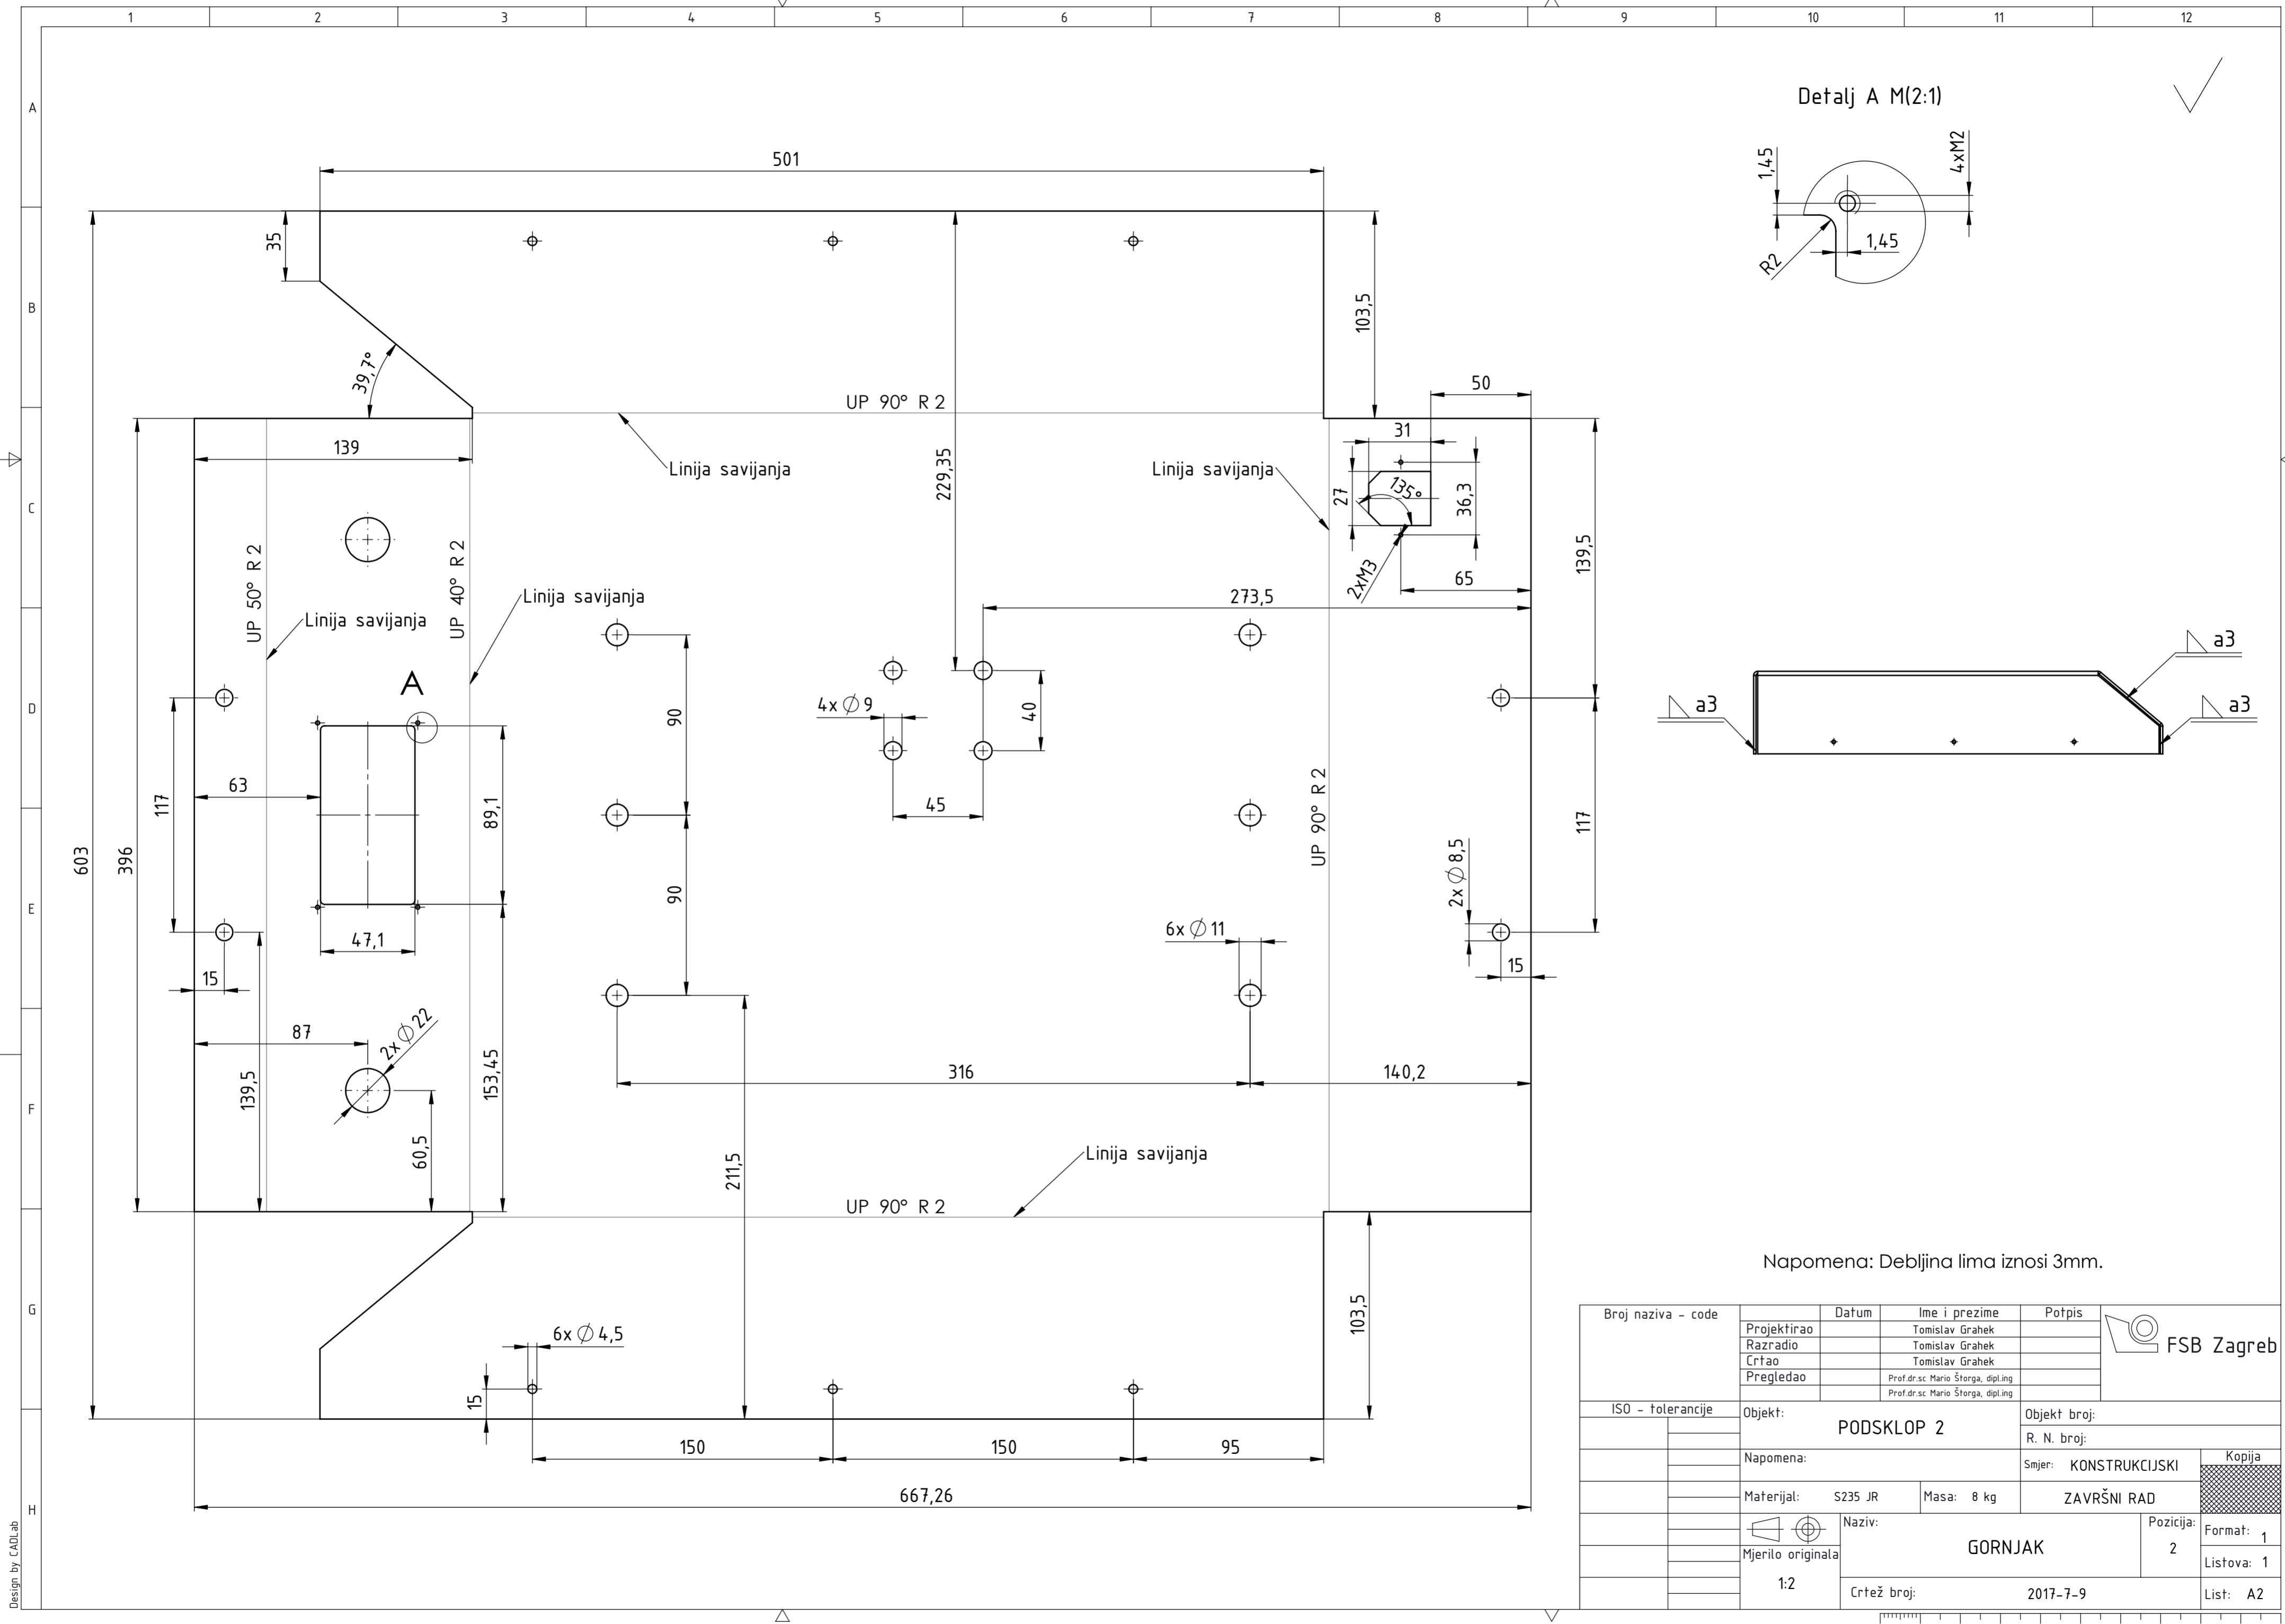 1 2 3 4 5 6 7 8 9 10 11 12
A
B
C
D
E
F
G
H
Detalj A M(2:1)
1,45
4xM2
1,45
R2
501
35
103,5
39,7°
50
UP 90° R 2
31
139
Linija savijanja
229,35
Linija savijanja
27
135°
36,3
139,5
UP 50° R 2
UP 40° R 2
2xM3
65
Linija savijanja
273,5
Linija savijanja
A
a3
a3
a3
90
4x Ø 9
40
117
63
89,1
45
UP 90° R 2
117
603
396
90
2x Ø 8,5
47,1
6x Ø 11
15
15
87
2x Ø 22
139,5
153,45
316
140,2
60,5
211,5
Linija savijanja
UP 90° R 2
103,5
6x Ø 4,5
15
150
150
95
667,26
Napomena: Debljina lima iznosi 3mm.
Broj naziva - code
Datum Ime i prezime Potpis
Projektirao Tomislav Grahek
Razradio Tomislav Grahek
Crtao Tomislav Grahek
Pregledao Prof.dr.sc Mario Štorga, dipl.ing
Prof.dr.sc Mario Štorga, dipl.ing
FSB Zagreb
ISO - tolerancije
Objekt:
PODSKLOP 2
Objekt broj:
R. N. broj:
Napomena:
Smjer: KONSTRUKCIJSKI
Kopija
Materijal: S235 JR
Masa: 8 kg
ZAVRŠNI RAD
Naziv:
GORNJAK
Pozicija:
2
Format: 1
Listova: 1
Mjerilo originala
1:2
Crtež broj: 2017-7-9
List: A2
Design by CADLab